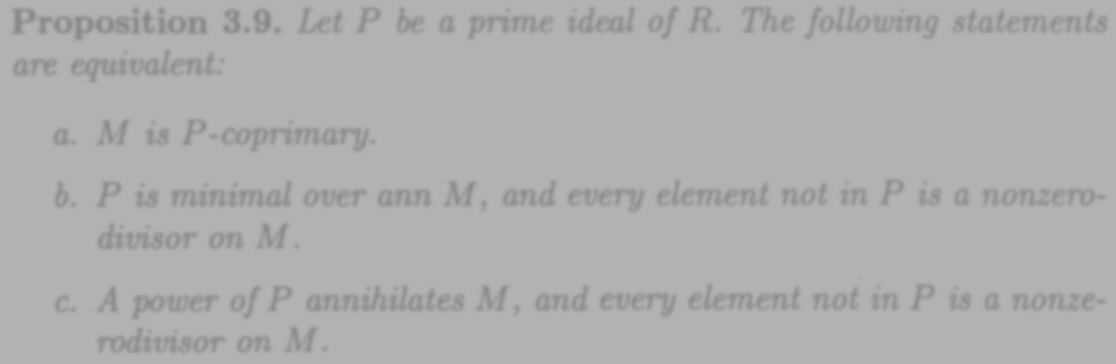 Proposition 3.9. Let P be a prime ideal of R. The following statements
are equivalent:
a. M is P-coprimary.
b. P is minimal over ann M, and every element not in P is a nonzero-
divisor on M.
c. A power of P annihilates M, and every element not in P is a nonze-
rodivisor on M.